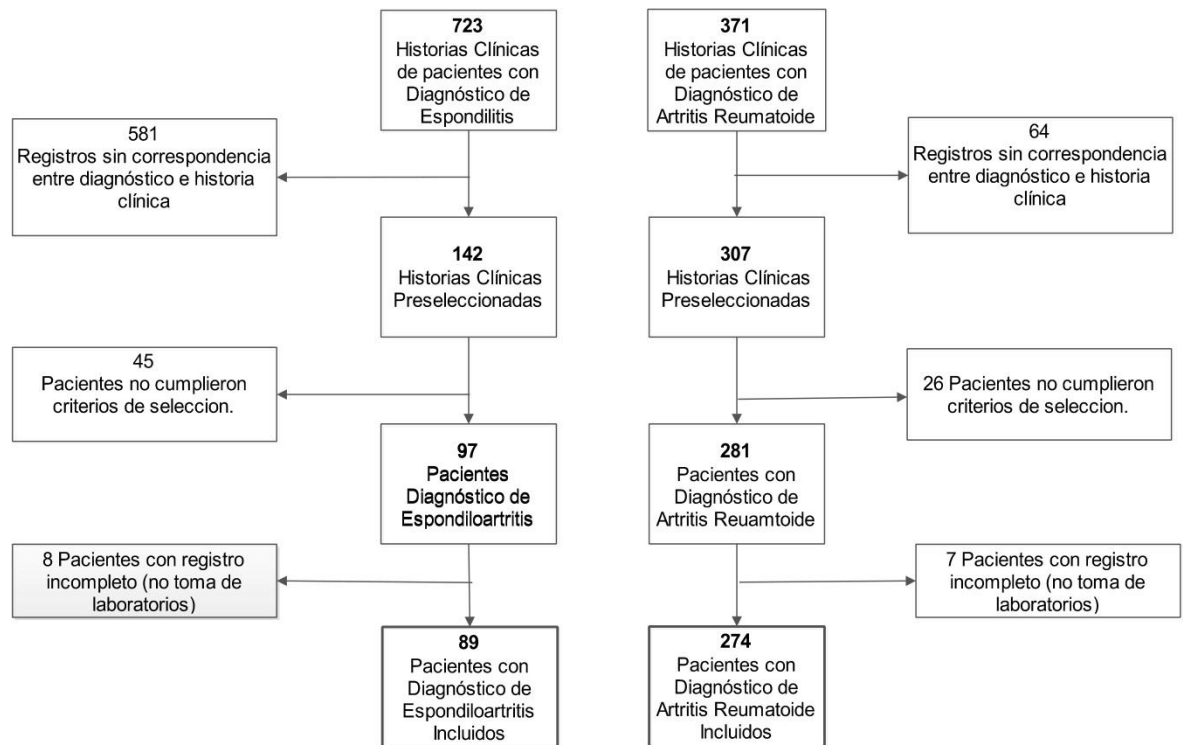 723
Historias Clínicas
de pacientes con
Diagnóstico de
Espondilitis
371
Historias Clínicas
de pacientes con
Diagnóstico de
Artritis Reumatoide
581
Registros sin correspondencia
entre diagnóstico e historia
clínica
64
Registros sin correspondencia
entre diagnóstico e historia
clínica
142
Historias Clínicas
Preseleccionadas
307
Historias Clínicas
Preseleccionadas
45
Pacientes no cumplieron
criterios de seleccion.
26 Pacientes no cumplieron
criterios de seleccion.
97
Pacientes
Diagnóstico de
Espondiloartritis
281
Pacientes con
Diagnóstico de
Artritis Reuamtoide
8 Pacientes con registro
incompleto (no toma de
laboratorios)
7 Pacientes con registro
incompleto (no toma de
laboratorios)
89
Pacientes con
Diagnóstico de
Espondiloartritis
Incluidos
274
Pacientes con
Diagnóstico de
Artritis Reumatoide
Incluidos